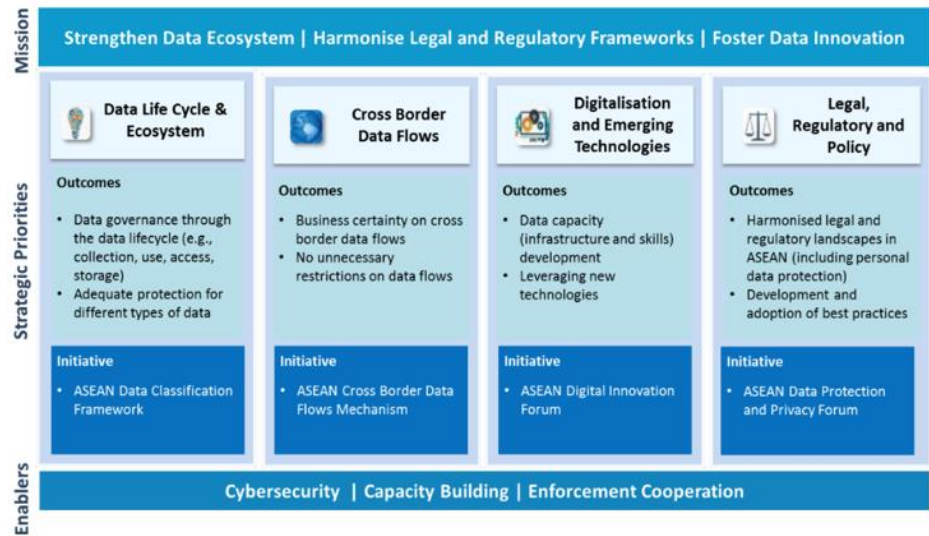 Mission
Strengthen Data Ecosystem | Harmonise Legal and Regulatory Frameworks | Foster Data Innovation
Strategic Priorities
Data Life Cycle &
Ecosystem
Outcomes
• Data governance through
the data lifecycle (e.g.,
collection, use, access,
storage)
• Adequate protection for
different types of data
Initiative
• ASEAN Data Classification
Framework
Cross Border
Data Flows
Outcomes
• Business certainty on cross
border data flows
• No unnecessary
restrictions on data flows
Initiative
• ASEAN Cross Border Data
Flows Mechanism
Digitalisation
and Emerging
Technologies
Outcomes
• Data capacity
(infrastructure and skills)
development
• Leveraging new
technologies
Initiative
• ASEAN Digital Innovation
Forum
Legal,
Regulatory and
Policy
Outcomes
• Harmonised legal and
regulatory landscapes in
ASEAN (including personal
data protection)
• Development and
adoption of best practices
Initiative
• ASEAN Data Protection
and Privacy Forum
Enablers
Cybersecurity | Capacity Building | Enforcement Cooperation